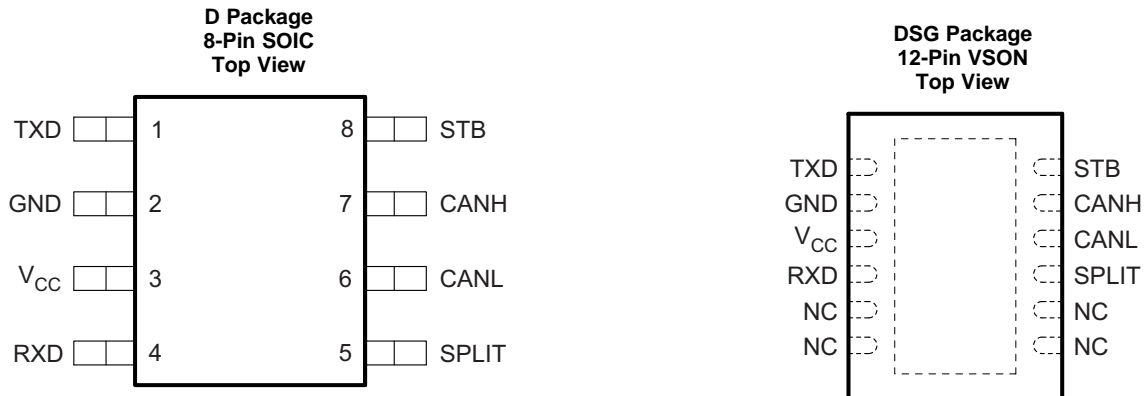 D Package
8-Pin SOIC
Top View
TXD 1 8 STB
GND 2 7 CANH
VCC 3 6 CANL
RXD 4 5 SPLIT
DSG Package
12-Pin VSON
Top View
TXD STB
GND CANH
VCC CANL
RXD SPLIT
NC NC
NC NC